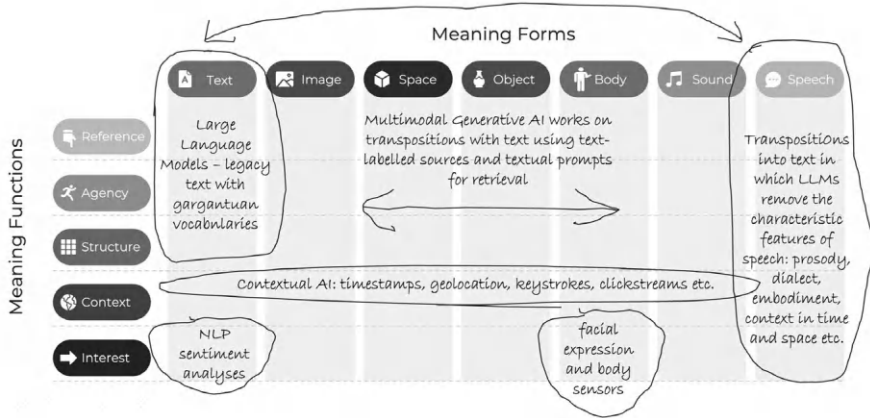 Meaning Forms
Text
Image
Space
Object
Body
Sound
Speech
Meaning Functions
Reference
Agency
Structure
Context
Interest
Large
Language
Models – legacy
text with
gargantuan
vocabnlaries
Multimodal Generative AI works on
transpositions with text using text-
labelled sources and textual prompts
for retrieval
Transpositions
into text in
which LLMs
remove the
characteristic
features of
speech: prosody,
dialect,
embodiment,
context in time
and space etc.
Contextual AI: timestamps, geolocation, keystrokes, clickstreams etc.
NLP
sentiment
analyses
facial
expression
and body
sensors